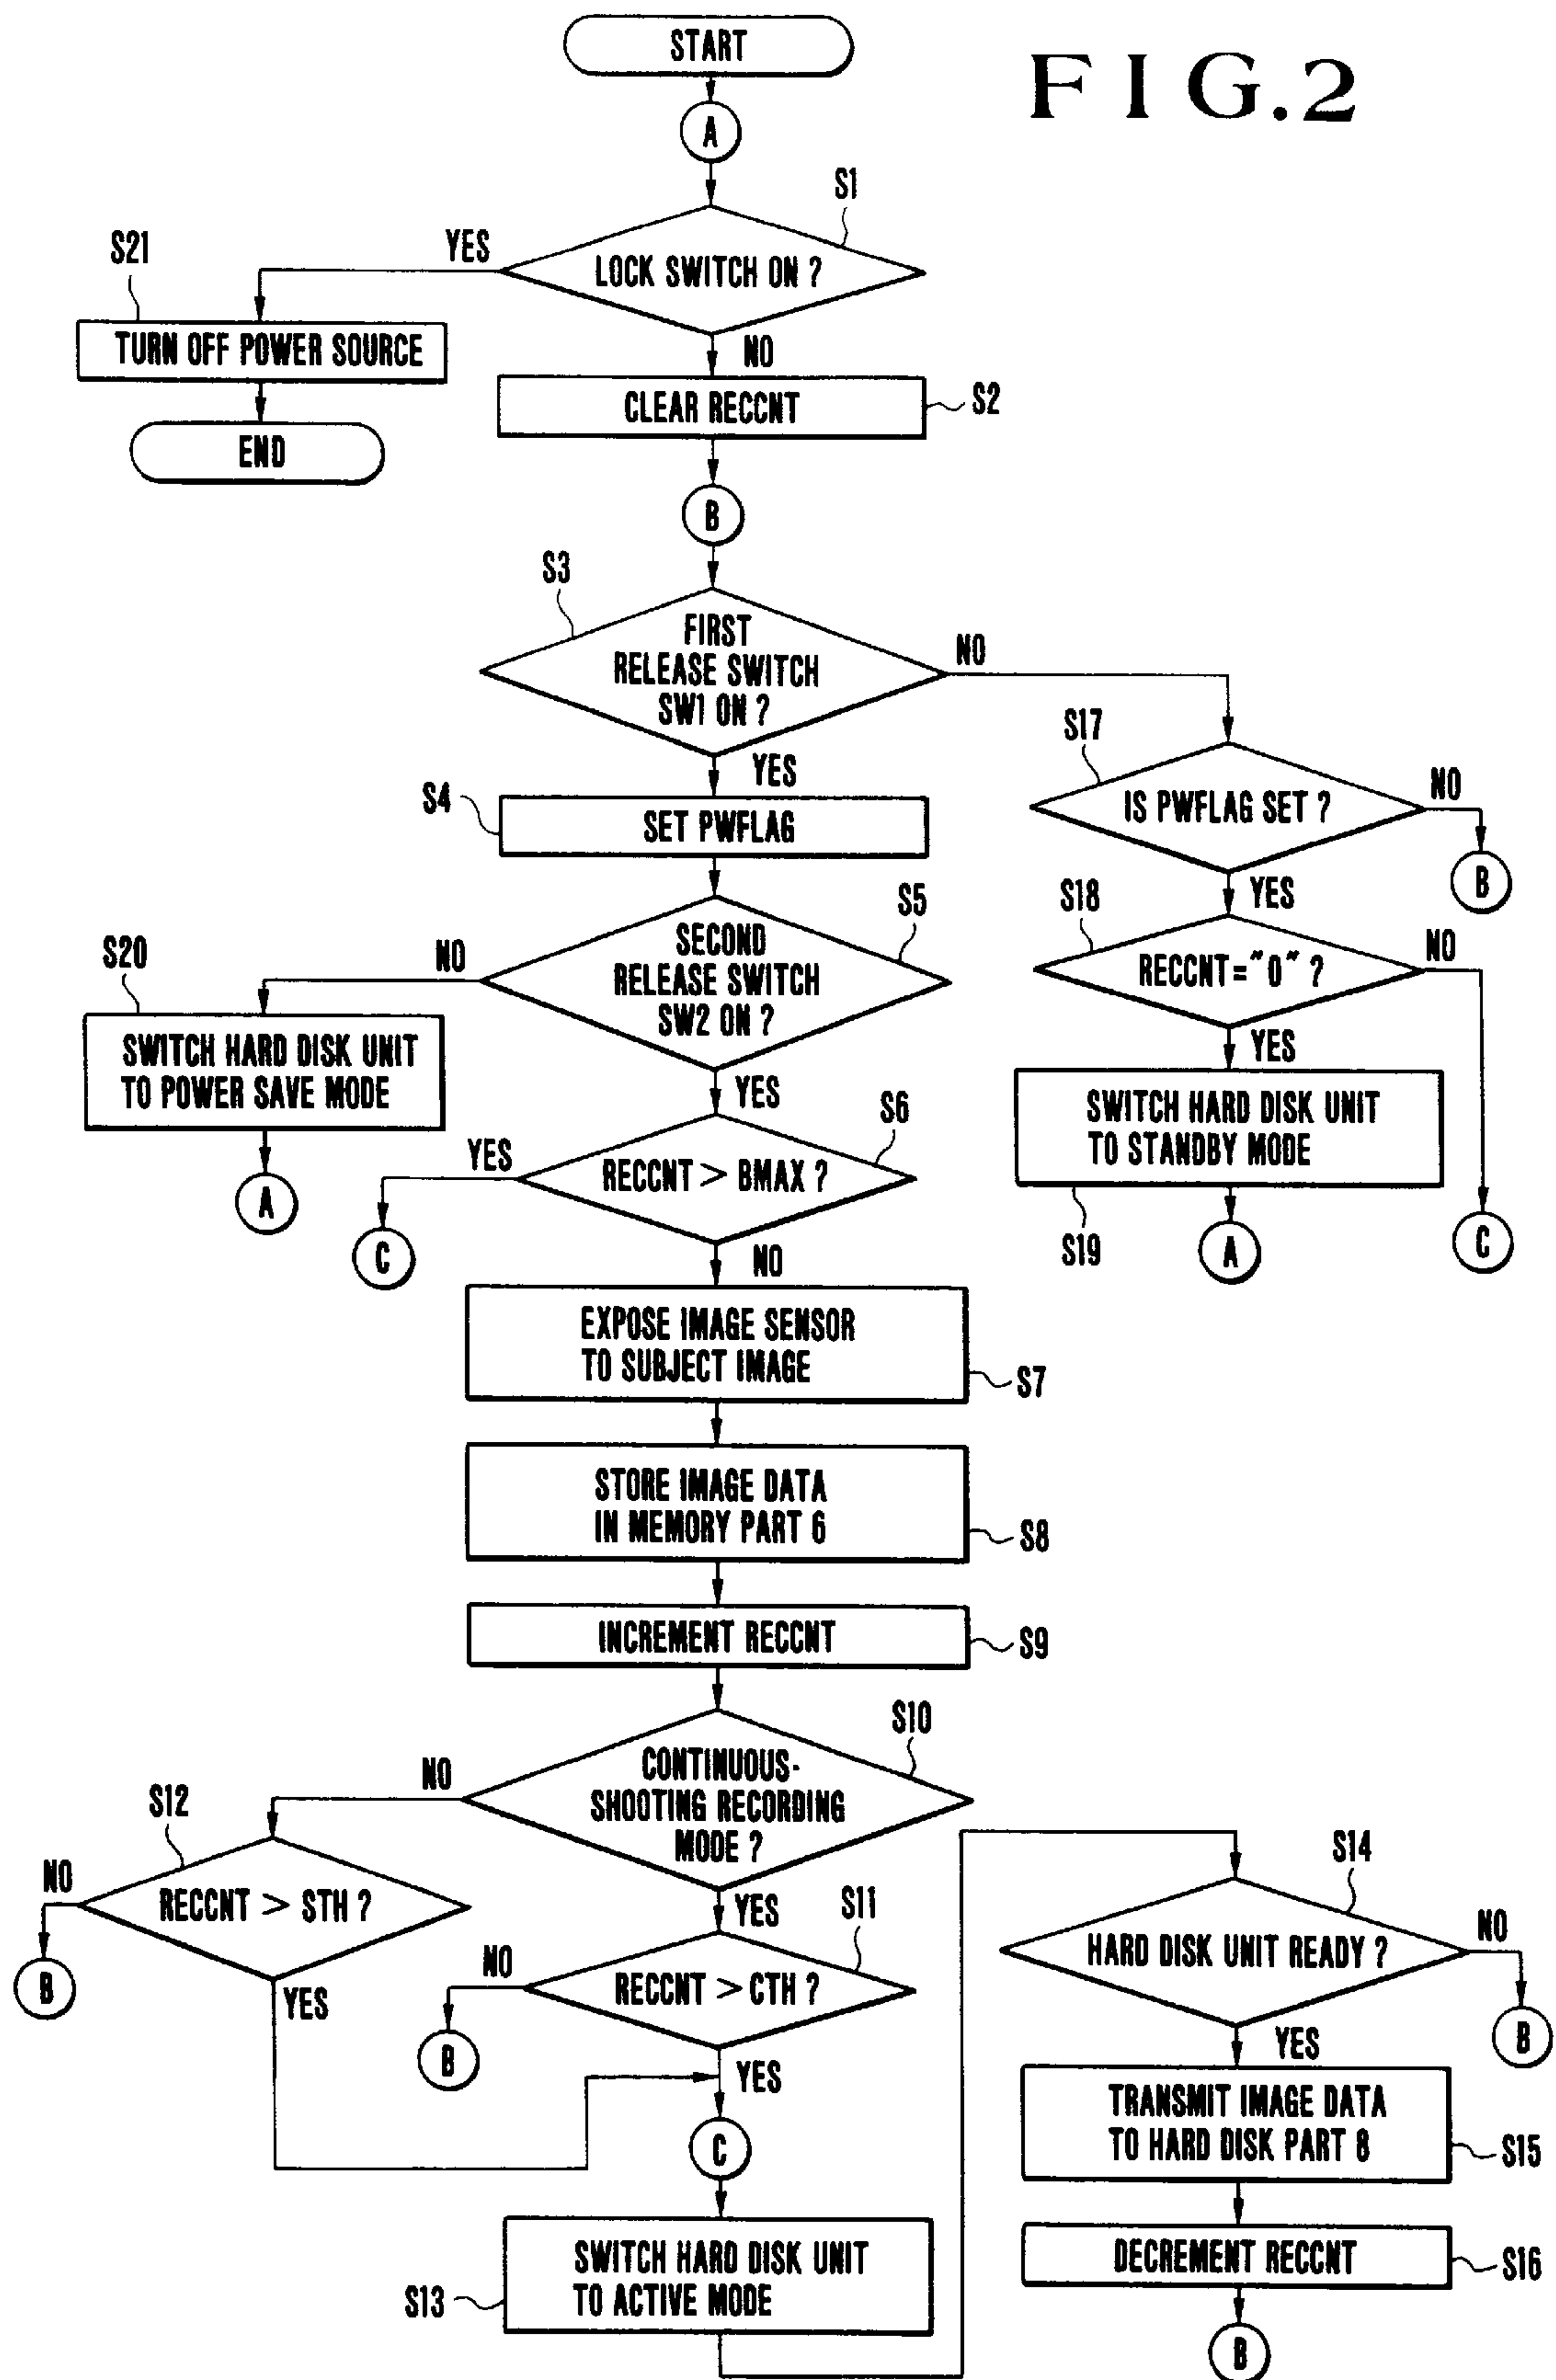 START
FIG.2
A
S1
LOCK SWITCH ON ?
YES
S21
TURN OFF POWER SOURCE
END
NO
CLEAR RECCNT
S2
B
S3
FIRST
RELEASE SWITCH
SW1 ON ?
NO
YES
S4
SET PWFLAG
S17
IS PWFLAG SET ?
NO
B
YES
S5
SECOND
RELEASE SWITCH
SW2 ON ?
NO
S20
SWITCH HARD DISK UNIT
TO POWER SAVE MODE
A
S18
RECCNT="0" ?
NO
YES
SWITCH HARD DISK UNIT
TO STANDBY MODE
S19
A
C
YES
S6
RECCNT > BMAX ?
YES
C
NO
EXPOSE IMAGE SENSOR
TO SUBJECT IMAGE
S7
STORE IMAGE DATA
IN MEMORY PART 6
S8
INCREMENT RECCNT
S9
S10
CONTINUOUS-
SHOOTING RECORDING
MODE ?
NO
S12
RECCNT > STH ?
NO
B
YES
YES
S11
RECCNT > CTH ?
NO
B
YES
C
SWITCH HARD DISK UNIT
TO ACTIVE MODE
S13
S14
HARD DISK UNIT READY ?
NO
B
YES
TRANSMIT IMAGE DATA
TO HARD DISK PART 8
S15
DECREMENT RECCNT
S16
B